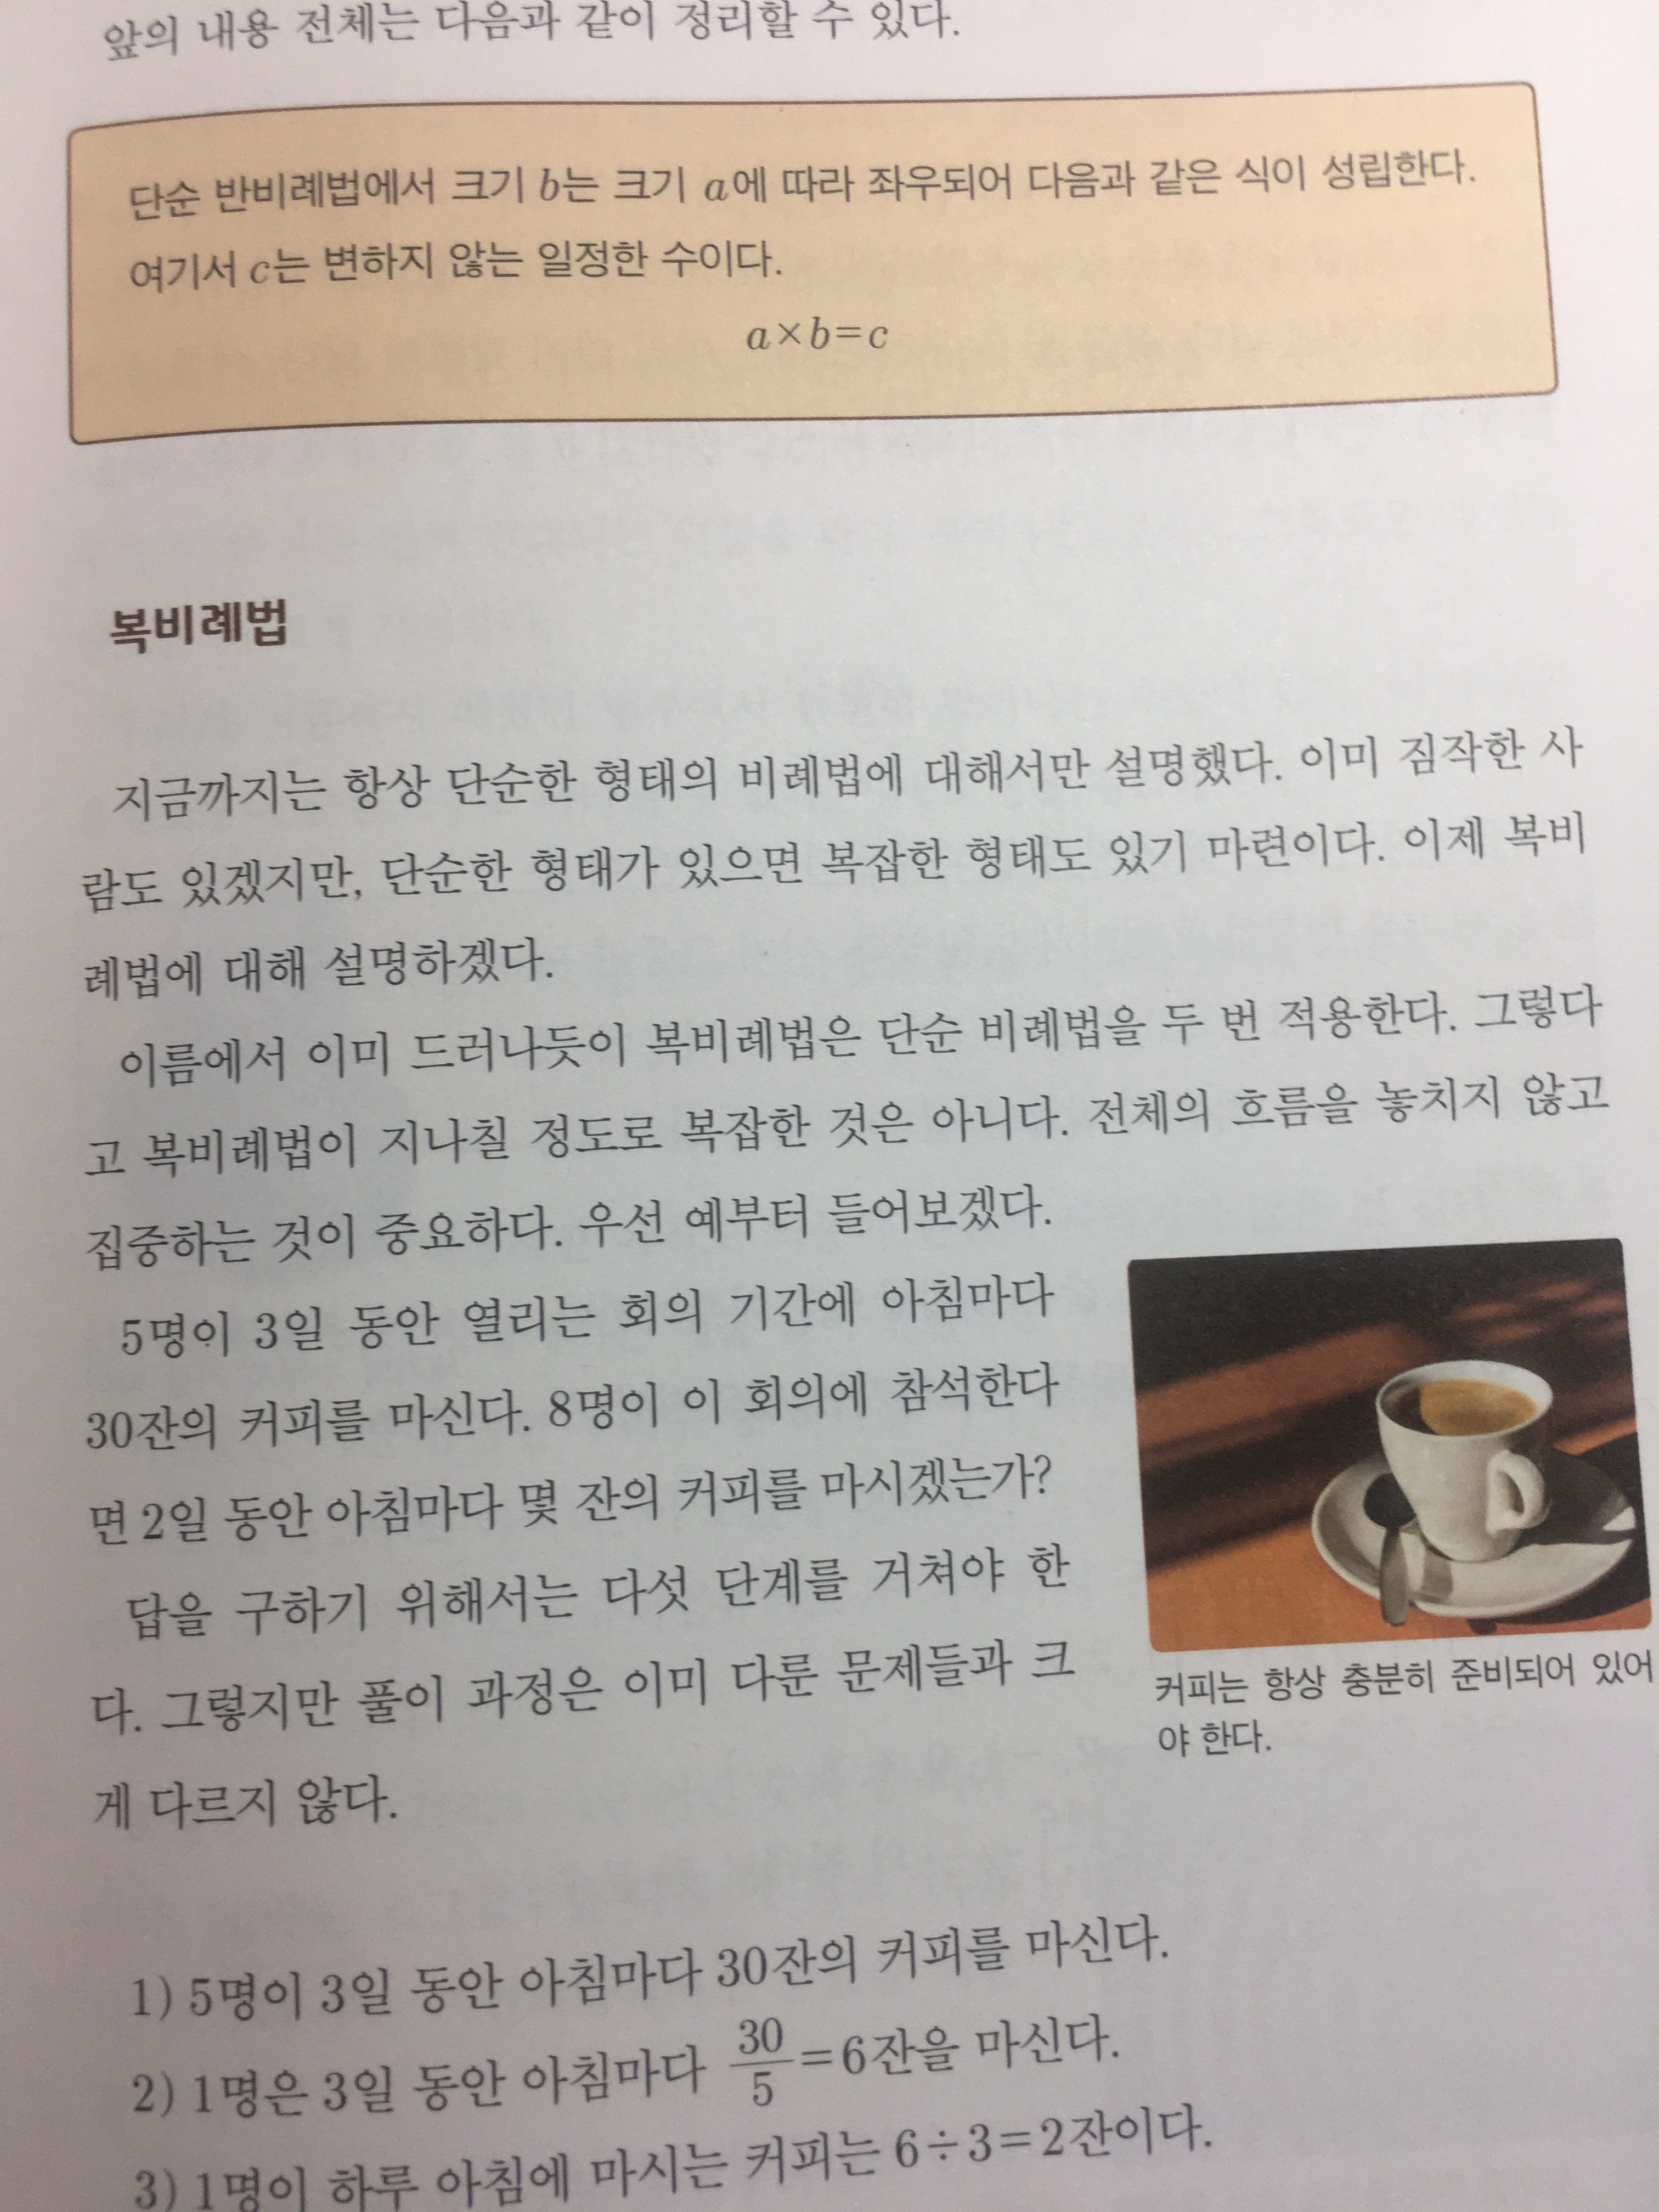 앞의 내용 전체는 다음과 같이 정리할 수 있다.
단순 반비례법에서 크기 b는 크기 a에 따라 좌우되어 다음과 같은 식이 성립한다.
여기서 c는 변하지 않는 일정한 수이다.
a×b=c
복비례법
지금까지는 항상 단순한 형태의 비례법에 대해서만 설명했다. 이미 짐작한 사
람도 있겠지만, 단순한 형태가 있으면 복잡한 형태도 있기 마련이다. 이제 복비
례법에 대해 설명하겠다.
이름에서 이미 드러나듯이 복비례법은 단순 비례법을 두 번 적용한다. 그렇다
고 복비례법이 지나칠 정도로 복잡한 것은 아니다. 전체의 흐름을 놓치지 않고
집중하는 것이 중요하다. 우선 예부터 들어보겠다.
5명이 3일 동안 열리는 회의 기간에 아침마다
30잔의 커피를 마신다. 8명이 이 회의에 참석한다
면 2일 동안 아침마다 몇 잔의 커피를 마시겠는가?
답을 구하기 위해서는 다섯 단계를 거쳐야 한
다. 그렇지만 풀이 과정은 이미 다룬 문제들과 크
게 다르지 않다.
커피는 항상 충분히 준비되어 있어
야 한다.
1) 5명이 3일 동안 아침마다 30잔의 커피를 마신다.
2) 1명은 3일 동안 아침마다 30/5=6잔을 마신다.
3) 1명이 하루 아침에 마시는 커피는 6÷3=2잔이다.